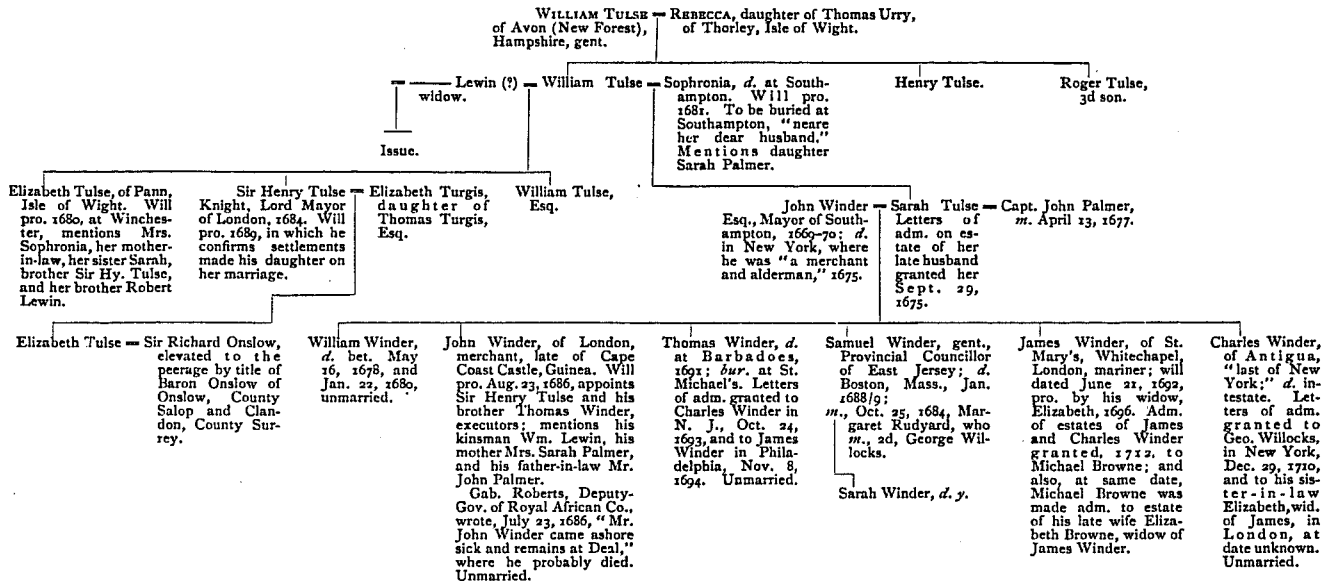 WILLIAM TULSE — REBECCA, daughter of Thomas Urry,
of Avon (New Forest),
Hampshire, gent.
of Thorley, Isle of Wight.
Lewin (?)
widow.
Issue.
William Tulse
Sophronia, d. at South-
ampton. Will pro.
1681. To be buried at
Southampton, "neare
her dear husband."
Mentions daughter
Sarah Palmer.
Henry Tulse.
Roger Tulse,
3d son.
Elizabeth Tulse, of Pann,
Isle of Wight. Will
pro. 1680, at Winches-
ter, mentions Mrs.
Sophronia, her mother-
in-law, her sister Sarah,
brother Sir Hy. Tulse,
and her brother Robert
Lewin.
Sir Henry Tulse
Knight, Lord Mayor
of London, 1684. Will
pro. 1689, in which he
confirms settlements
made his daughter on
her marriage.
Elizabeth Turgis,
daughter of
Thomas Turgis,
Esq.
William Tulse,
Esq.
John Winder
Esq., Mayor of South-
ampton, 1669-70; d.
in New York, where
he was "a merchant
and alderman," 1675.
Sarah Tulse
Letters of
adm. on es-
tate of her
late husband
granted her
Sept. 29,
1675.
Capt. John Palmer,
m. April 13, 1677.
Elizabeth Tulse
Sir Richard Onslow,
elevated to the
peerage by title of
Baron Onslow of
Onslow, County
Salop and Clan-
don, County Sur-
rey.
William Winder,
d. bet. May
16, 1678, and
Jan. 22, 1680,
unmarried.
John Winder, of London,
merchant, late of Cape
Coast Castle, Guinea. Will
pro. Aug. 23, 1686, appoints
Sir Henry Tulse and his
brother Thomas Winder,
executors; mentions his
kinsman Wm. Lewin, his
mother Mrs. Sarah Palmer,
and his father-in-law Mr.
John Palmer.
Gab. Roberts, Deputy-
Gov. of Royal African Co.,
wrote, July 23, 1686, "Mr.
John Winder came ashore
sick and remains at Deal,"
where he probably died.
Unmarried.
Thomas Winder, d.
at Barbadoes,
1691; bur. at St.
Michael's. Letters
of adm. granted to
Charles Winder in
N. J., Oct. 24,
1693, and to James
Winder in Phila-
delphia, Nov. 8,
1694. Unmarried.
Samuel Winder, gent.,
Provincial Councillor
of East Jersey; d.
Boston, Mass., Jan.
1688/9;
m., Oct. 25, 1684, Mar-
garet Rudyard, who
m., 2d, George Wil-
locks.
Sarah Winder, d. y.
James Winder, of St.
Mary's, Whitechapel,
London, mariner; will
dated June 21, 1692,
pro. by his widow,
Elizabeth, 1696. Adm.
of estates of James
and Charles Winder
granted, 1712, to
Michael Browne; and
also, at same date,
Michael Browne was
made adm. to estate
of his late wife Eliza-
beth Browne, widow of
James Winder.
Charles Winder,
of Antigua,
"last of New
York;" d. in-
testate. Let-
ters of adm.
granted to
Geo. Willocks,
in New York,
Dec. 29, 1710,
and to his sis-
ter-in-law
Elizabeth, wid.
of James, in
London, at
date unknown.
Unmarried.